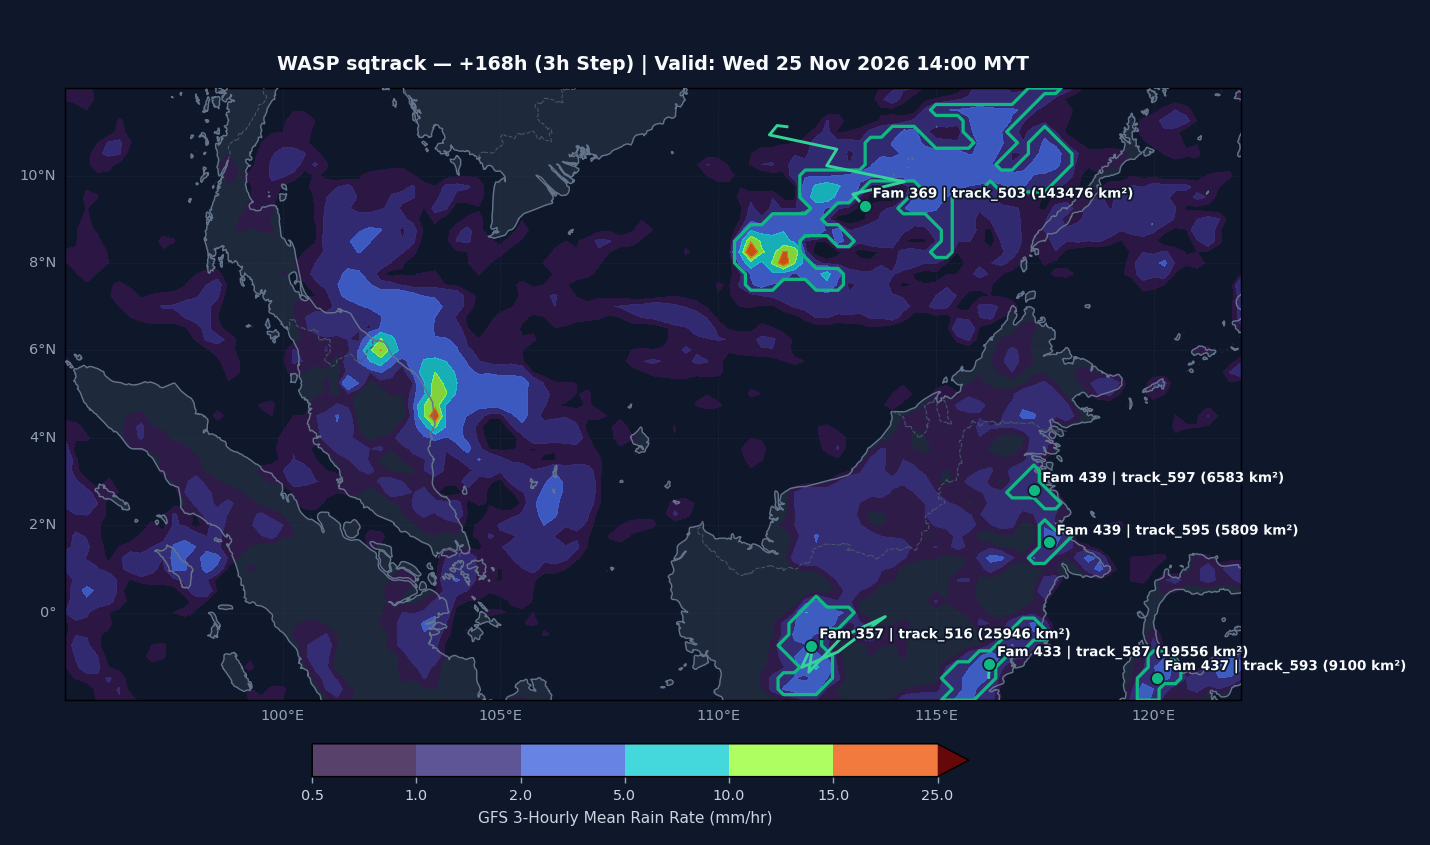 WASP sqtrack — +168h (3h Step) | Valid: Wed 25 Nov 2026 14:00 MYT
10°N
8°N
6°N
4°N
2°N
0°
Fam 369 | track_503 (143476 km²)
Fam 439 | track_597 (6583 km²)
Fam 439 | track_595 (5809 km²)
Fam 357 | track_516 (25946 km²)
Fam 433 | track_587 (19556 km²)
Fam 437 | track_593 (9100 km²)
100°E 105°E 110°E 115°E 120°E
0.5 1.0 2.0 5.0 10.0 15.0 25.0
GFS 3-Hourly Mean Rain Rate (mm/hr)